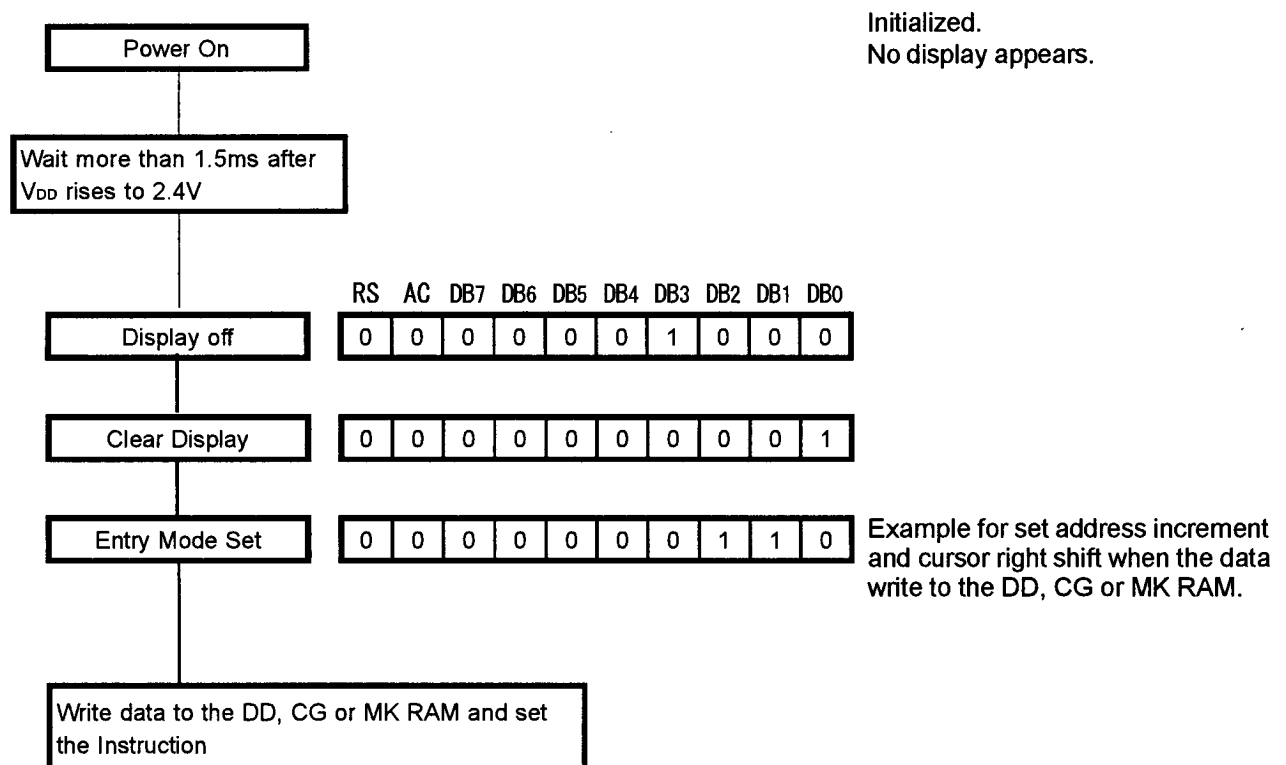 Power On
Initialized.
No display appears.
Wait more than 1.5ms after
VDD rises to 2.4V
RS AC DB7 DB6 DB5 DB4 DB3 DB2 DB1 DB0
Display off 0 0 0 0 0 0 1 0 0 0
Clear Display 0 0 0 0 0 0 0 0 0 1
Entry Mode Set 0 0 0 0 0 0 0 1 1 0
Example for set address increment
and cursor right shift when the data
write to the DD, CG or MK RAM.
Write data to the DD, CG or MK RAM and set
the Instruction